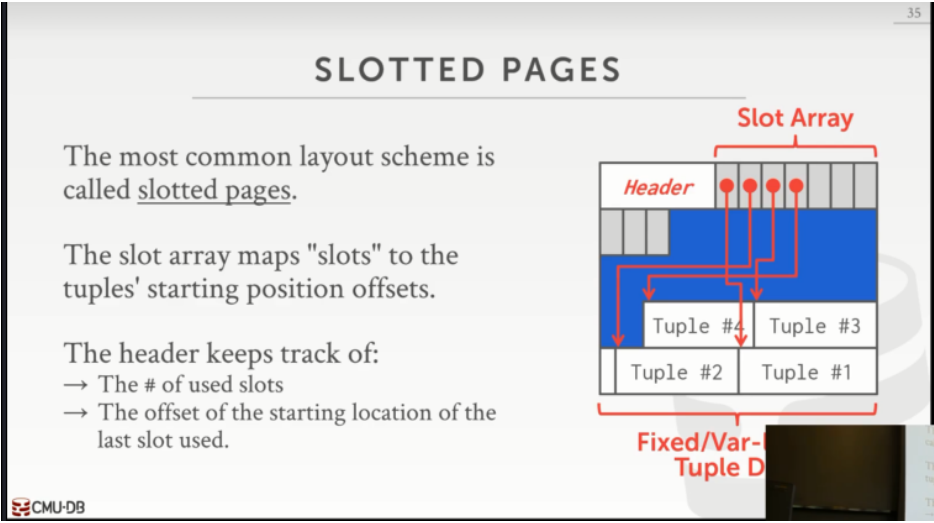 35
SLOTTED PAGES
The most common layout scheme is
called slotted pages.
The slot array maps "slots" to the
tuples' starting position offsets.
The header keeps track of:
→ The # of used slots
→ The offset of the starting location of the
last slot used.
Slot Array
Header
Tuple #4 Tuple #3
Tuple #2 Tuple #1
Fixed/Var-
Tuple D
CMU·DB